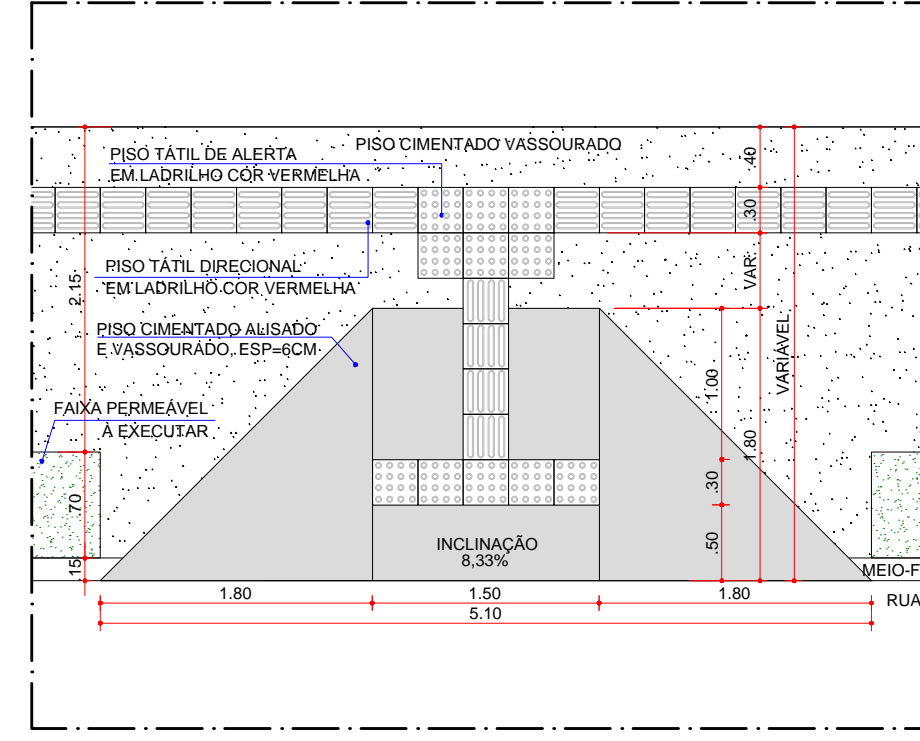 PISO CIMENTADO VASSOURADO
PISO TÁTIL DE ALERTA
EM LADRILHO COR VERMELHA
.40
.30
PISO TÁTIL DIRECIONAL
EM LADRILHO COR VERMELHA
2.15
VAR.
PISO CIMENTADO ALISADO
E VASSOURADO, ESP=6CM
VARIÁVEL
1.00
1.80
FAIXA PERMEÁVEL
À EXECUTAR
.30
.70
.50
INCLINAÇÃO
8,33%
.15
MEIO-F
RUA
1.80
1.50
1.80
5.10